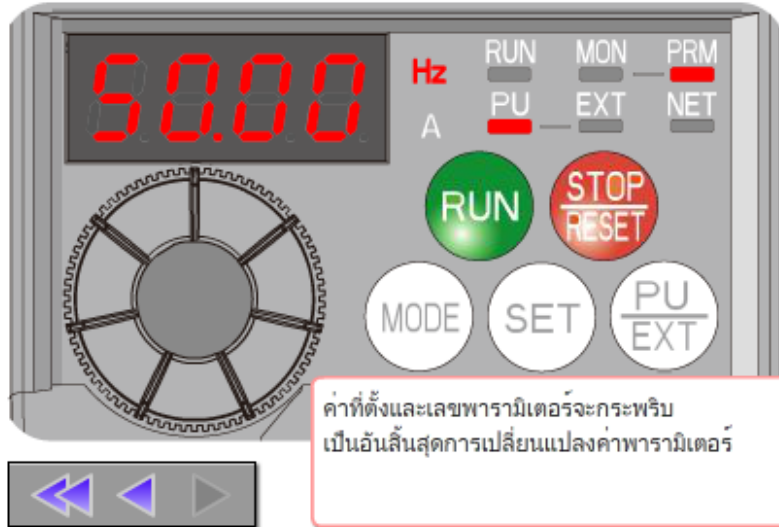 50.00
Hz
RUN
MON
PRM
A
PU
EXT
NET
RUN
STOP
RESET
MODE
SET
PU
EXT
ค่าที่ตั้งและเลขพารามิเตอร์จะกระพริบ
เป็นอันสิ้นสุดการเปลี่ยนแปลงค่าพารามิเตอร์